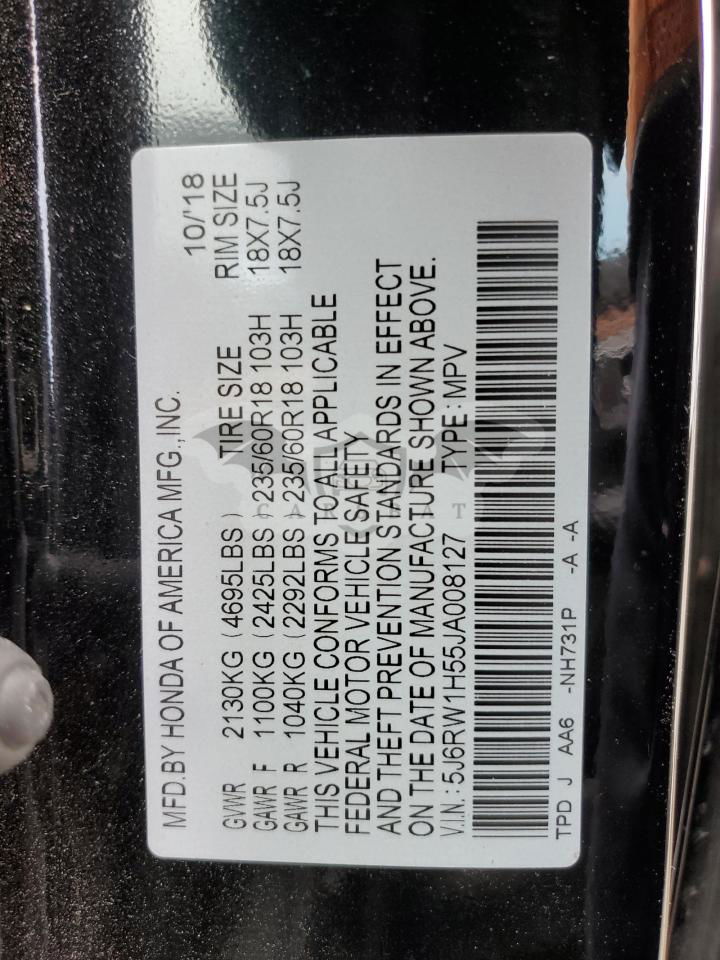 MFD.BY HONDA OF AMERICA MFG.,INC. 10/'18
GVWR 2130KG (4695LBS) TIRE SIZE RIM SIZE
GAWR F 1100KG (2425LBS) 235/60R18 103H 18X7.5J
GAWR R 1040KG (2292LBS) 235/60R18 103H 18X7.5J
THIS VEHICLE CONFORMS TO ALL APPLICABLE
FEDERAL MOTOR VEHICLE SAFETY
AND THEFT PREVENTION STANDARDS IN EFFECT
ON THE DATE OF MANUFACTURE SHOWN ABOVE.
V.I.N.: 5J6RW1H55JA008127 TYPE: MPV
TPD J AA6 -NH731P -A -A